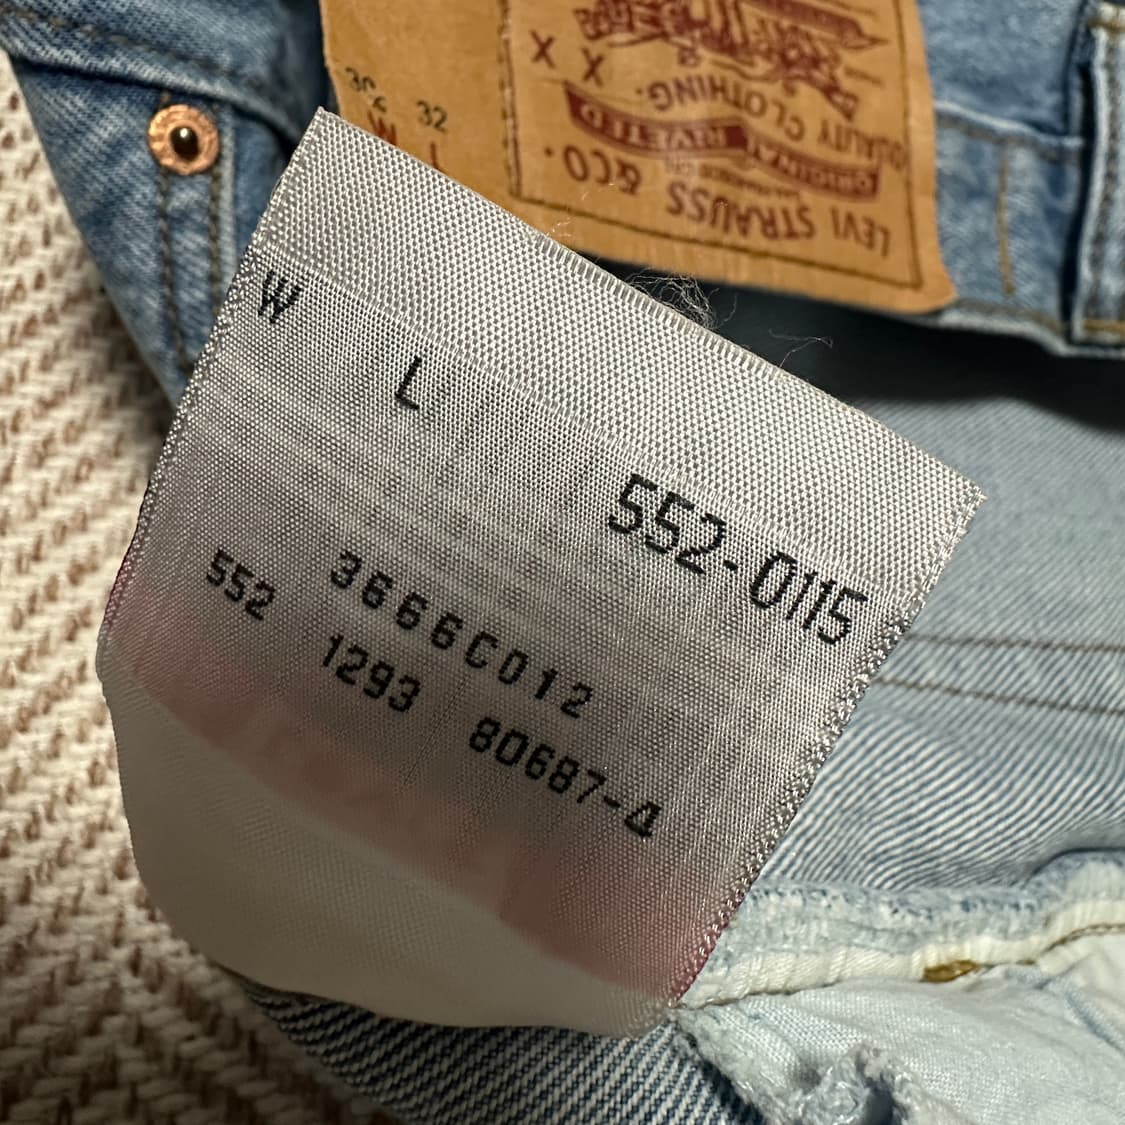 W L
552-0115
3666C012
552 1293 80687-4
X X
QUALITY CLOTHING.
ORIGINAL RIVETED
LEVI STRAUSS &CO.
32
W